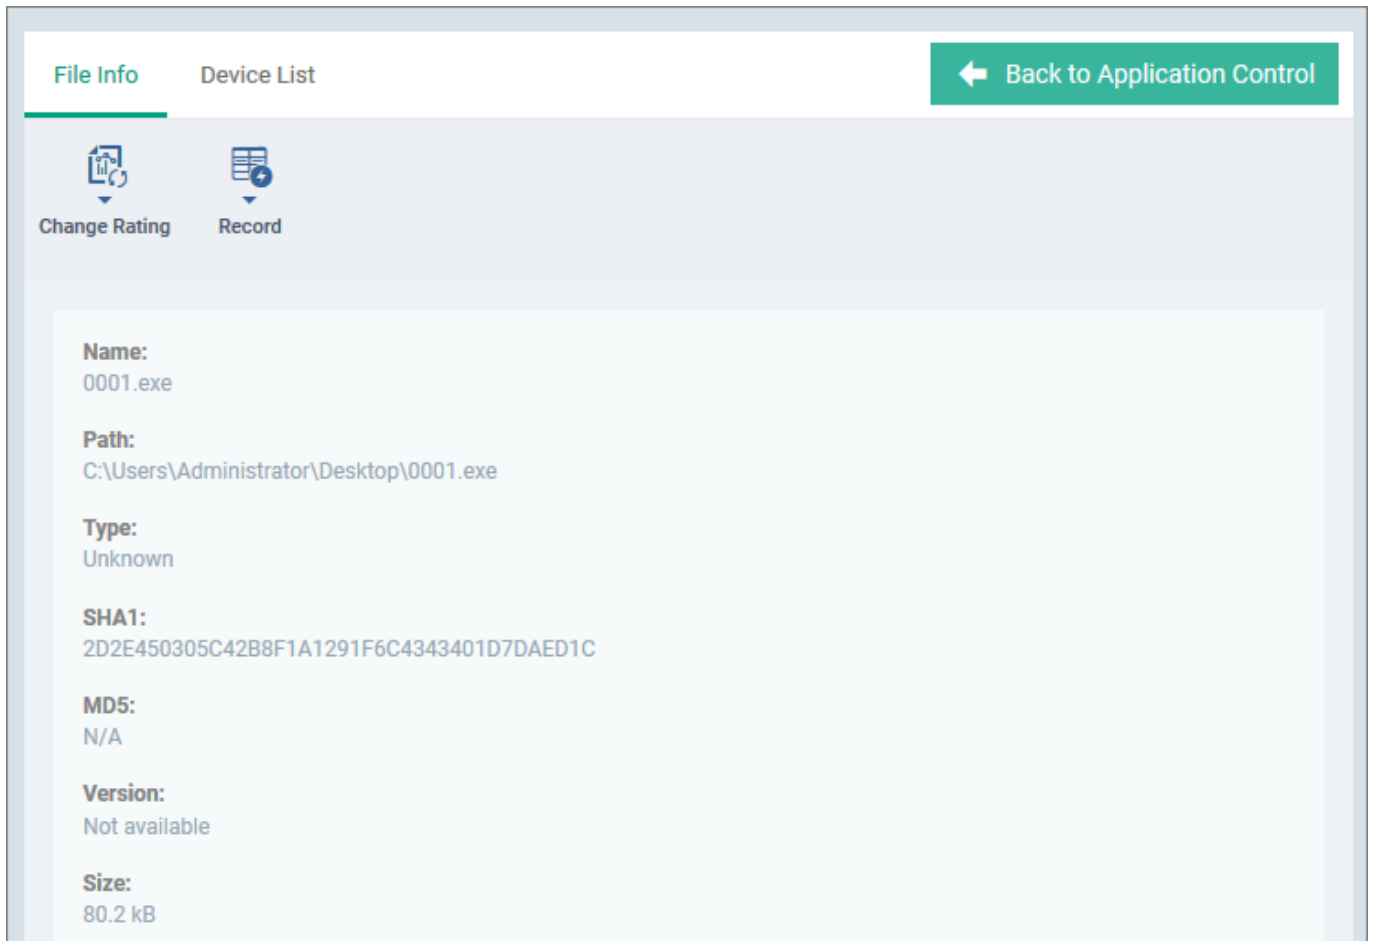 File Info
Device List
Back to Application Control
Change Rating
Record
Name:
0001.exe
Path:
C:\Users\Administrator\Desktop\0001.exe
Type:
Unknown
SHA1:
2D2E450305C42B8F1A1291F6C4343401D7DAED1C
MD5:
N/A
Version:
Not available
Size:
80.2 kB